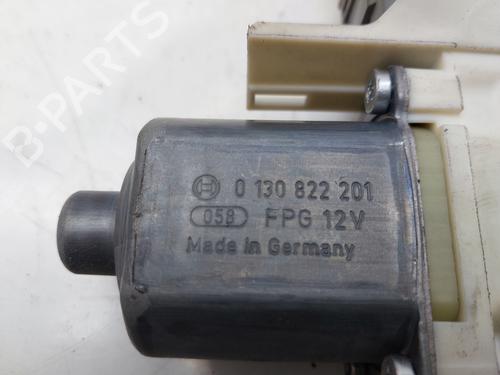 B-PARTS
0 130 822 201
058 FPG 12V
Made in Germany